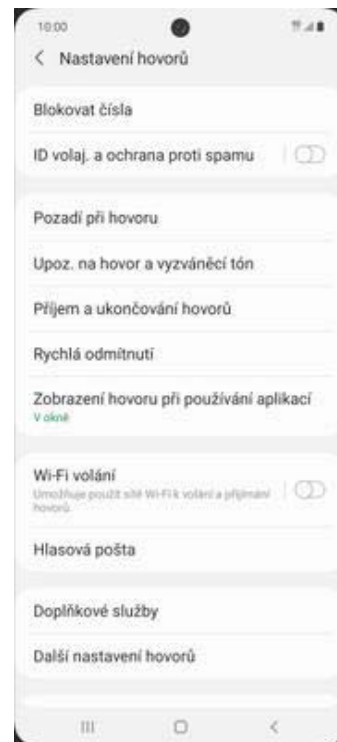 10:00
Nastavení hovorů
Blokovat čísla
ID volaj. a ochrana proti spamu
Pozadí při hovoru
Upoz. na hovor a vyzváněcí tón
Příjem a ukončování hovorů
Rychlá odmítnutí
Zobrazení hovoru při používání aplikací
V okně
Wi-Fi volání
Umožňuje použít sítě Wi-Fi k volání a přijímání
hovorů.
Hlasová pošta
Doplňkové služby
Další nastavení hovorů